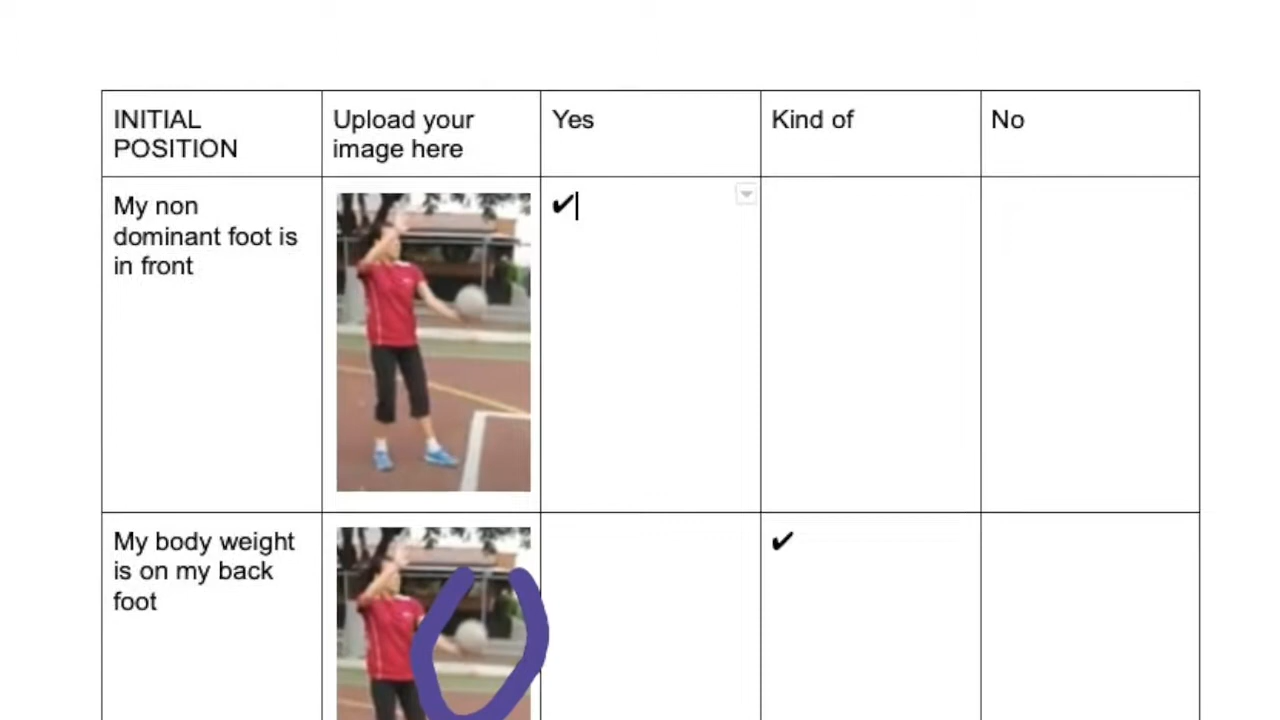 INITIAL POSITION
Upload your image here
Yes
Kind of
No
My non dominant foot is in front
✔
My body weight is on my back foot
✔